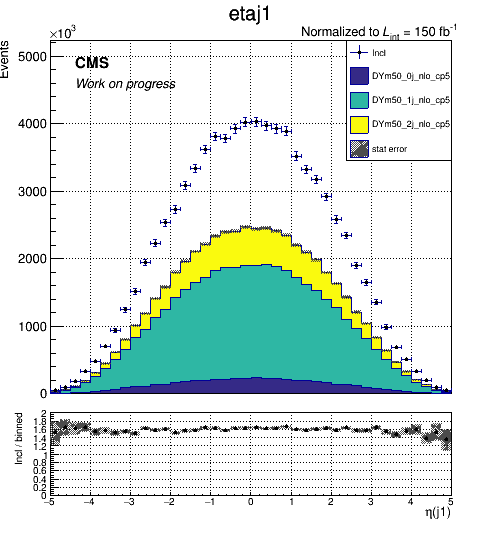 etaj1
×10³
Normalized to L_int = 150 fb⁻¹
Events
CMS
Work on progress
Incl
DYm50_0j_nlo_cp5
DYm50_1j_nlo_cp5
DYm50_2j_nlo_cp5
stat error
5000
4000
3000
2000
1000
0
Incl / binned
2
1.8
1.6
1.4
1.2
1
0.8
0.6
0.4
0.2
0
−5 −4 −3 −2 −1 0 1 2 3 4 5
η(j1)